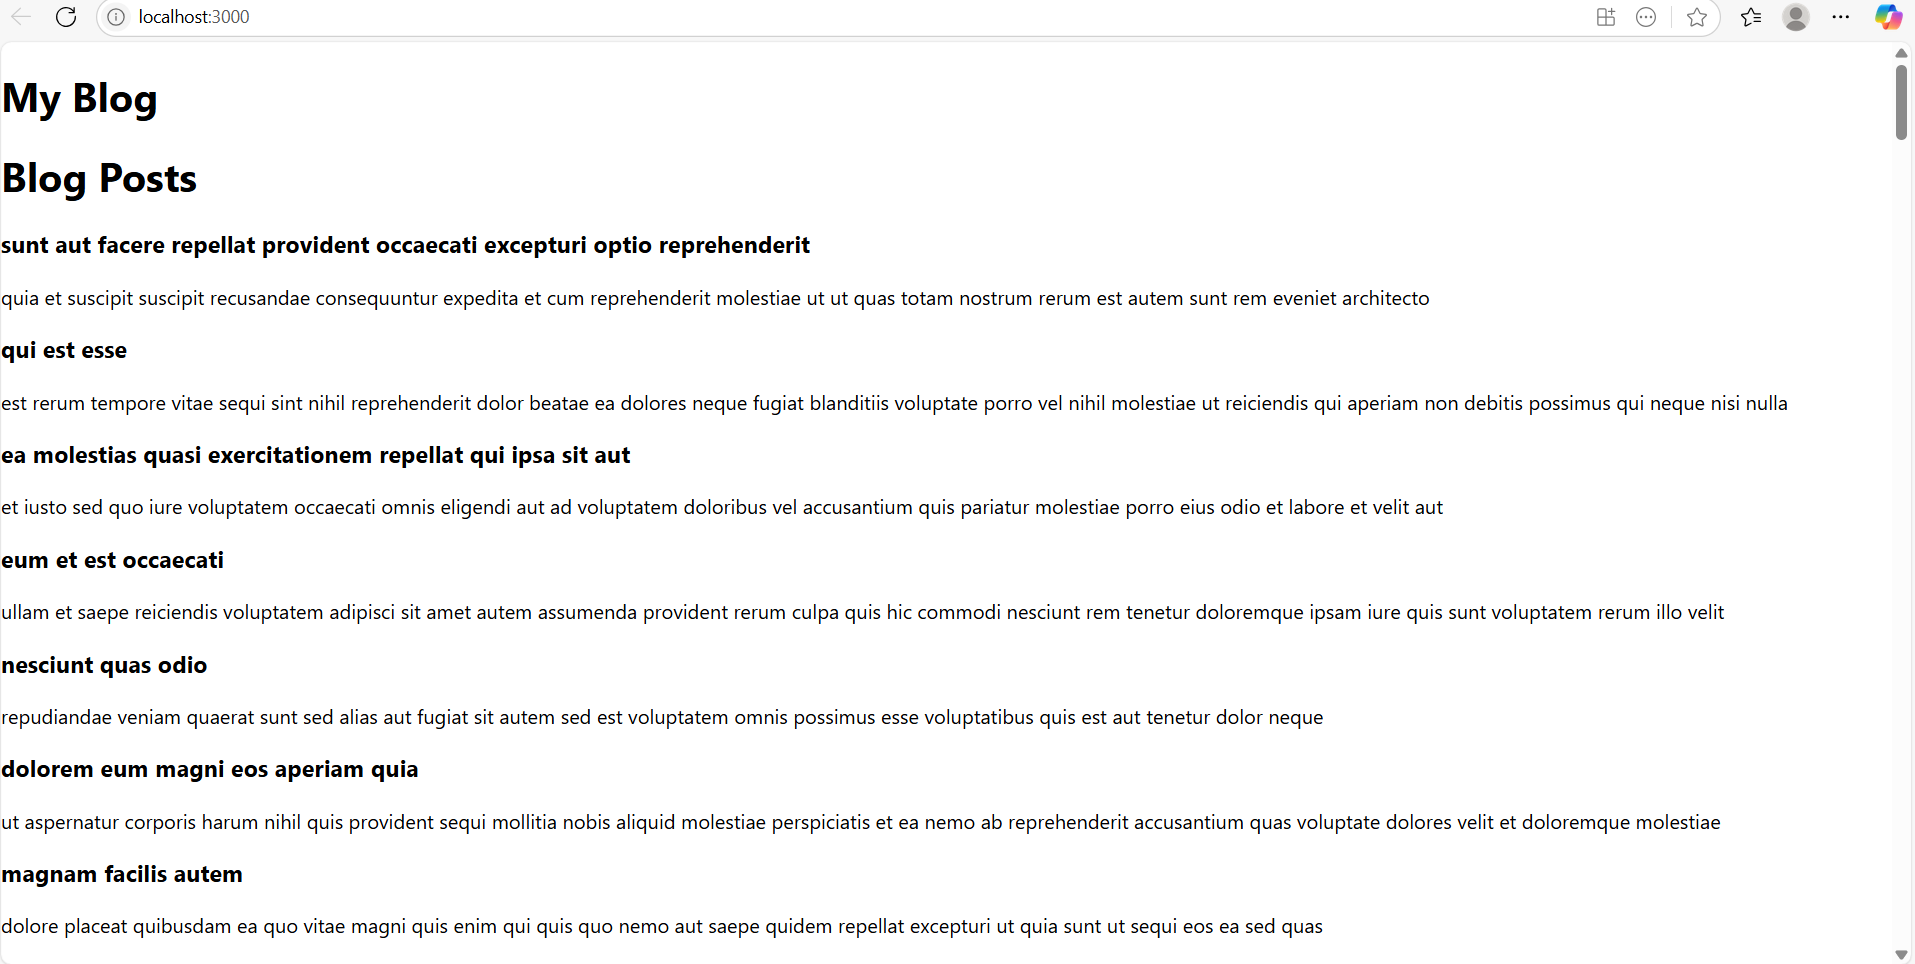 localhost:3000
My Blog
Blog Posts
sunt aut facere repellat provident occaecati excepturi optio reprehenderit
quia et suscipit suscipit recusandae consequuntur expedita et cum reprehenderit molestiae ut ut quas totam nostrum rerum est autem sunt rem eveniet architecto
qui est esse
est rerum tempore vitae sequi sint nihil reprehenderit dolor beatae ea dolores neque fugiat blanditiis voluptate porro vel nihil molestiae ut reiciendis qui aperiam non debitis possimus qui neque nisi nulla
ea molestias quasi exercitationem repellat qui ipsa sit aut
et iusto sed quo iure voluptatem occaecati omnis eligendi aut ad voluptatem doloribus vel accusantium quis pariatur molestiae porro eius odio et labore et velit aut
eum et est occaecati
ullam et saepe reiciendis voluptatem adipisci sit amet autem assumenda provident rerum culpa quis hic commodi nesciunt rem tenetur doloremque ipsam iure quis sunt voluptatem rerum illo velit
nesciunt quas odio
repudiandae veniam quaerat sunt sed alias aut fugiat sit autem sed est voluptatem omnis possimus esse voluptatibus quis est aut tenetur dolor neque
dolorem eum magni eos aperiam quia
ut aspernatur corporis harum nihil quis provident sequi mollitia nobis aliquid molestiae perspiciatis et ea nemo ab reprehenderit accusantium quas voluptate dolores velit et doloremque molestiae
magnam facilis autem
dolore placeat quibusdam ea quo vitae magni quis enim qui quis quo nemo aut saepe quidem repellat excepturi ut quia sunt ut sequi eos ea sed quas